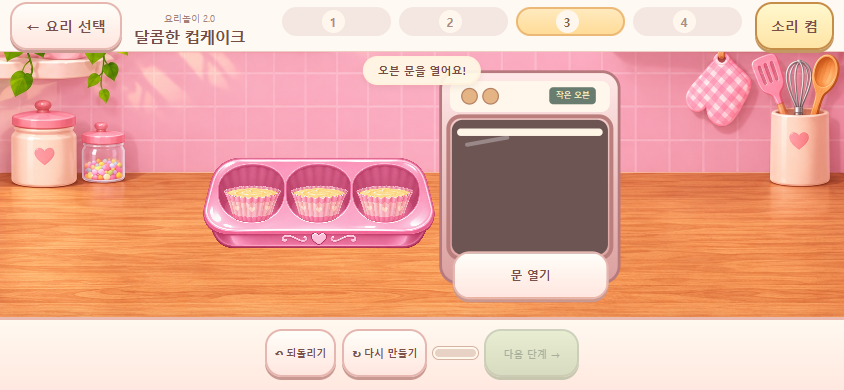 ← 요리 선택
요리놀이 2.0
달콤한 컵케이크
1
2
3
4
소리 켬
오븐 문을 열어요!
작은 오븐
문 열기
↶ 되돌리기
↻ 다시 만들기
다음 단계 →